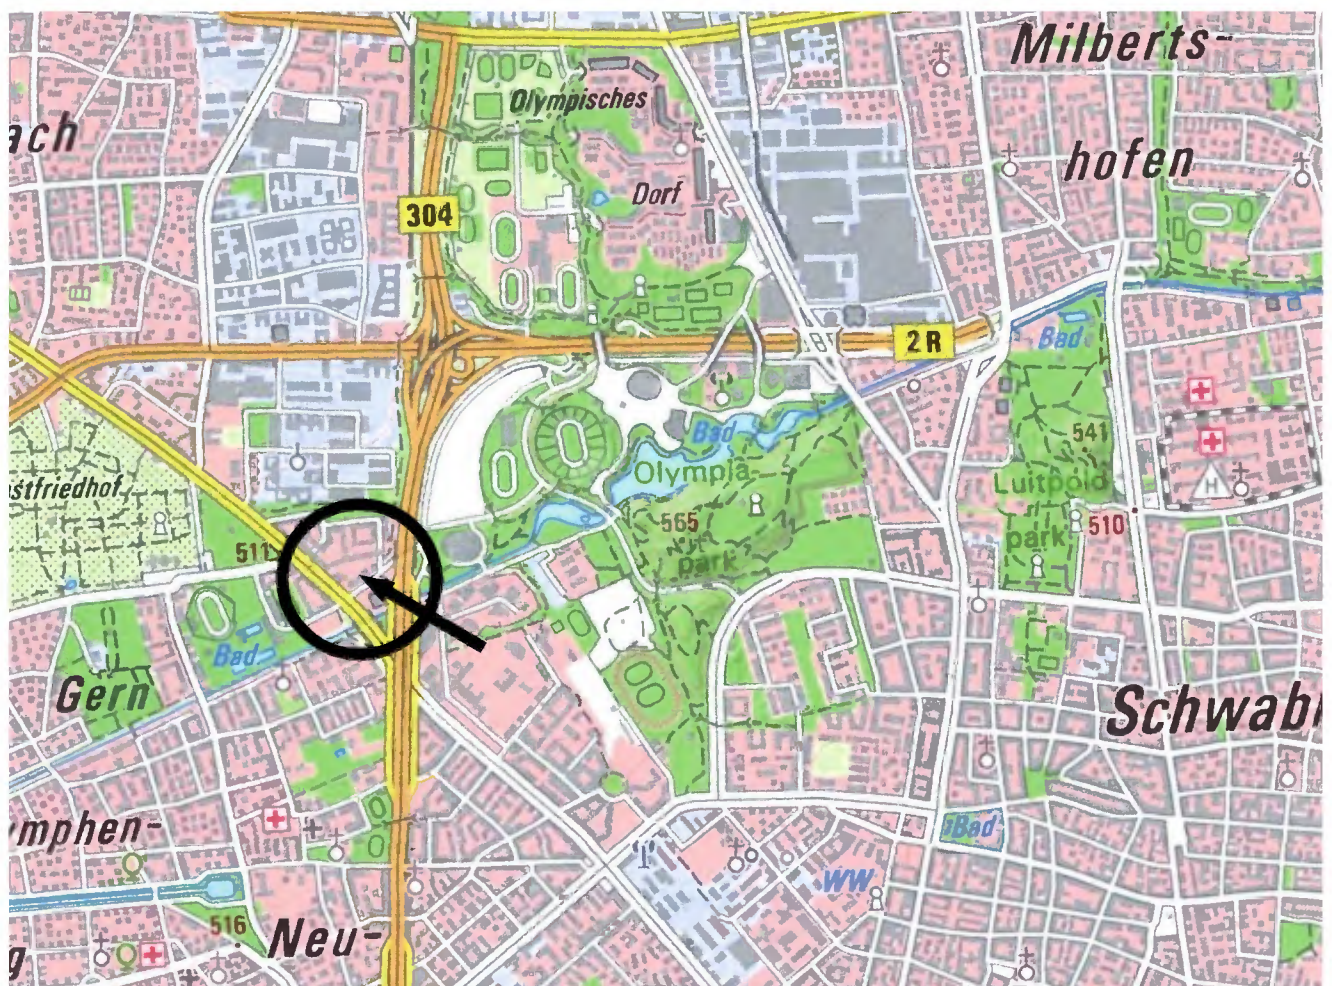 Milberts-
Olympisches
ach
hofen
Dorf
304
2 R
Bad
541
Bad
Olympia-
stfriedhof
Luitpold
565
510
511
park
park
Bad
Gern
Schwab
Bad
mphen-
WW
516
Neu-
g
H